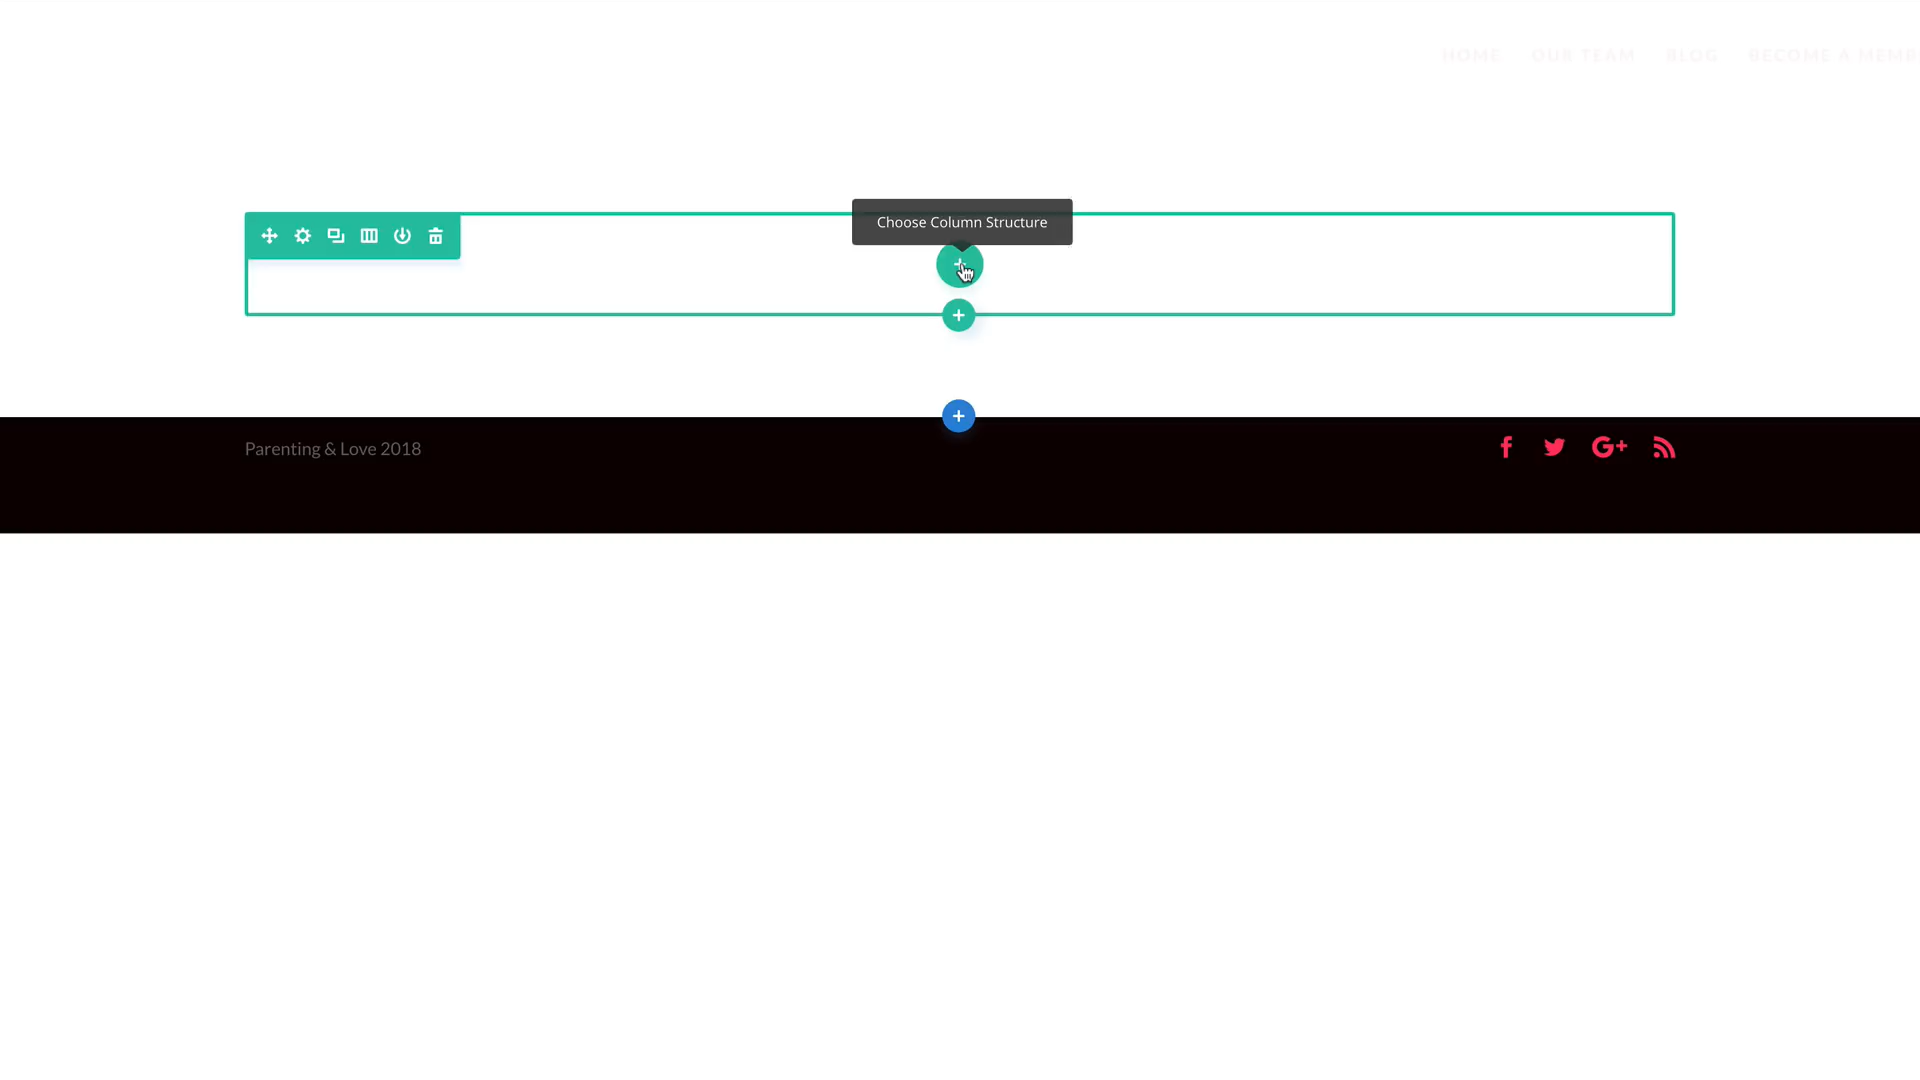 HOME OUR TEAM BLOG BECOME A MEMB
Choose Column Structure
Parenting & Love 2018